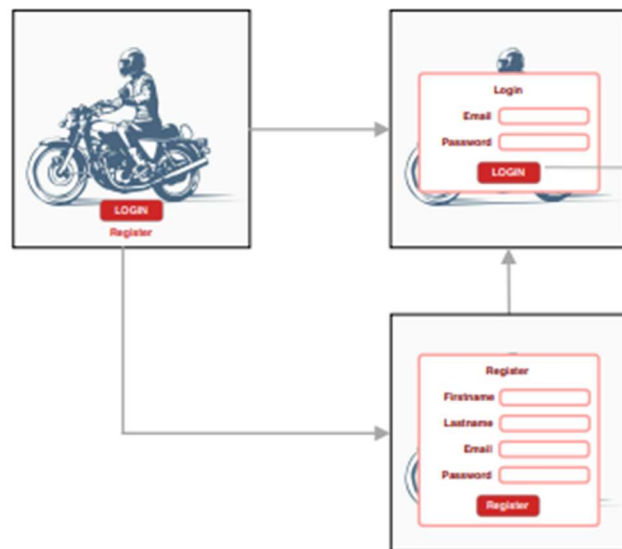 LOGIN
Register
Login
Email
Password
LOGIN
Register
Firstname
Lastname
Email
Password
Register